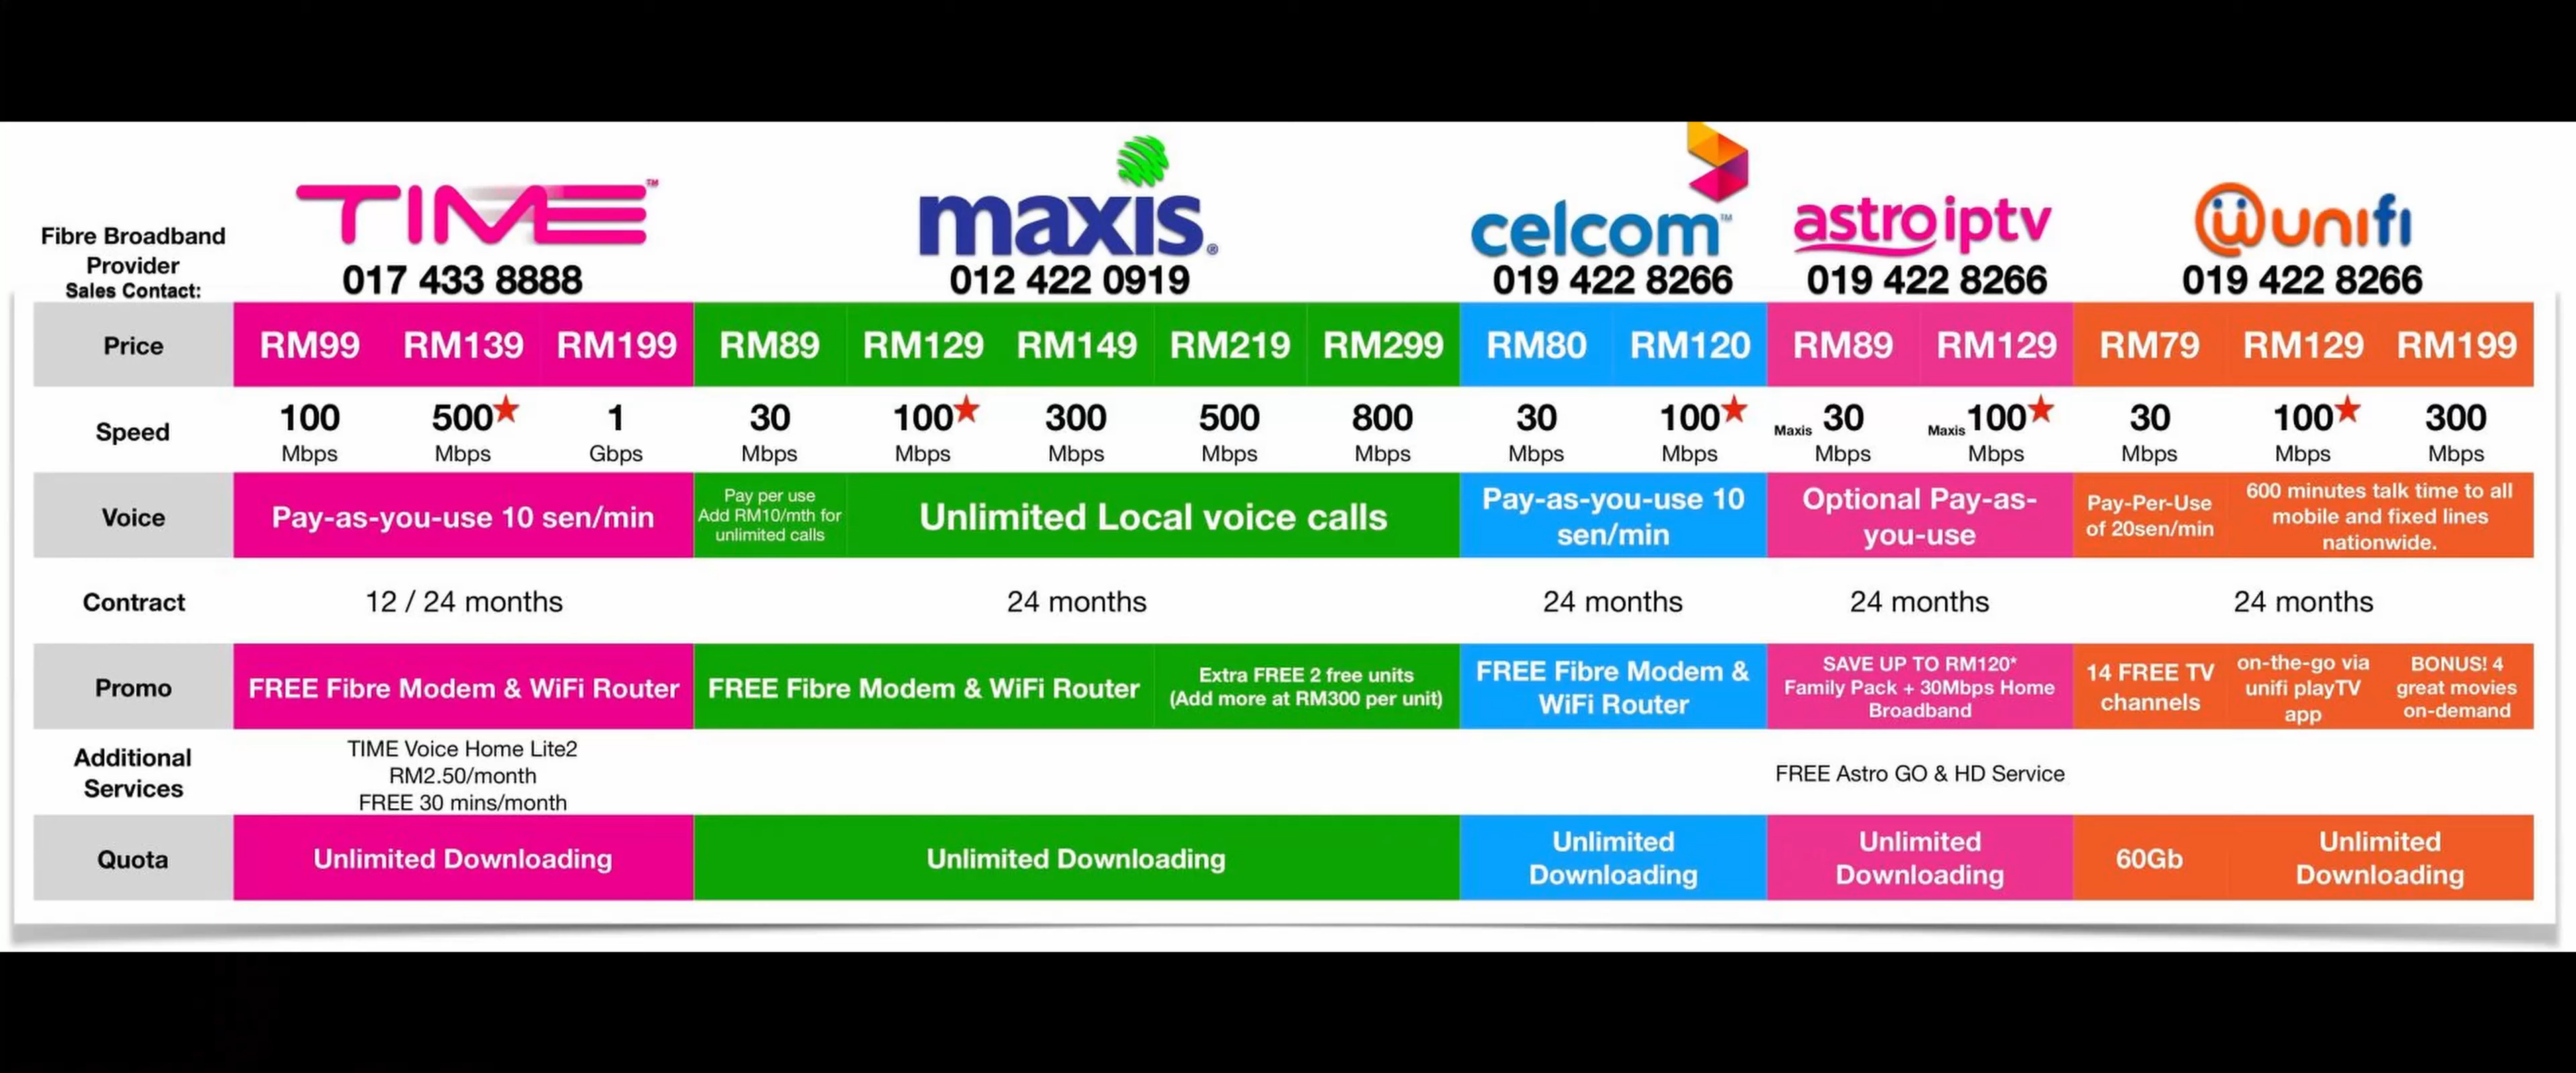 TIME™
maxis®
celcom™
astro iptv
unifi
Fibre Broadband
Provider
Sales Contact:
017 433 8888
012 422 0919
019 422 8266
019 422 8266
019 422 8266
Price
RM99 RM139 RM199 RM89 RM129 RM149 RM219 RM299 RM80 RM120 RM89 RM129 RM79 RM129 RM199
Speed
100 500 1 30 100 300 500 800 30 100 Maxis 30 Maxis 100 30 100 300
Mbps Mbps Gbps Mbps Mbps Mbps Mbps Mbps Mbps Mbps Mbps Mbps Mbps Mbps Mbps
Voice
Pay-as-you-use 10 sen/min
Pay per use
Add RM10/mth for
unlimited calls
Unlimited Local voice calls
Pay-as-you-use 10
sen/min
Optional Pay-as-
you-use
Pay-Per-Use
of 20sen/min
600 minutes talk time to all
mobile and fixed lines
nationwide.
Contract
12 / 24 months
24 months
24 months
24 months
24 months
Promo
FREE Fibre Modem & WiFi Router
FREE Fibre Modem & WiFi Router
Extra FREE 2 free units
(Add more at RM300 per unit)
FREE Fibre Modem &
WiFi Router
SAVE UP TO RM120*
Family Pack + 30Mbps Home
Broadband
14 FREE TV
channels
on-the-go via
unifi playTV
app
BONUS! 4
great movies
on-demand
Additional
Services
TIME Voice Home Lite2
RM2.50/month
FREE 30 mins/month
FREE Astro GO & HD Service
Quota
Unlimited Downloading
Unlimited Downloading
Unlimited
Downloading
Unlimited
Downloading
60Gb
Unlimited
Downloading